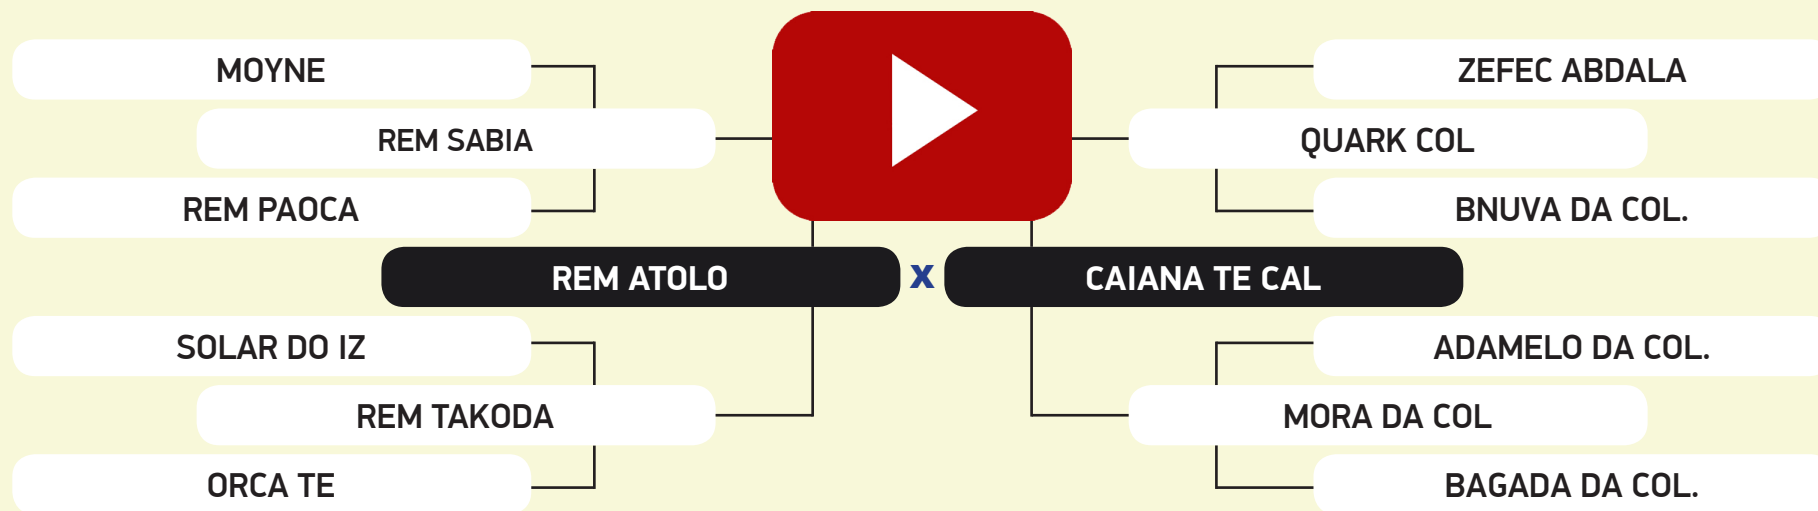 MOYNE
ZEFEC ABDALA
REM SABIA
QUARK COL
REM PAOCA
BNUVA DA COL.
REM ATOLO X CAIANA TE CAL
SOLAR DO IZ
ADAMELO DA COL.
REM TAKODA
MORA DA COL
ORCA TE
BAGADA DA COL.